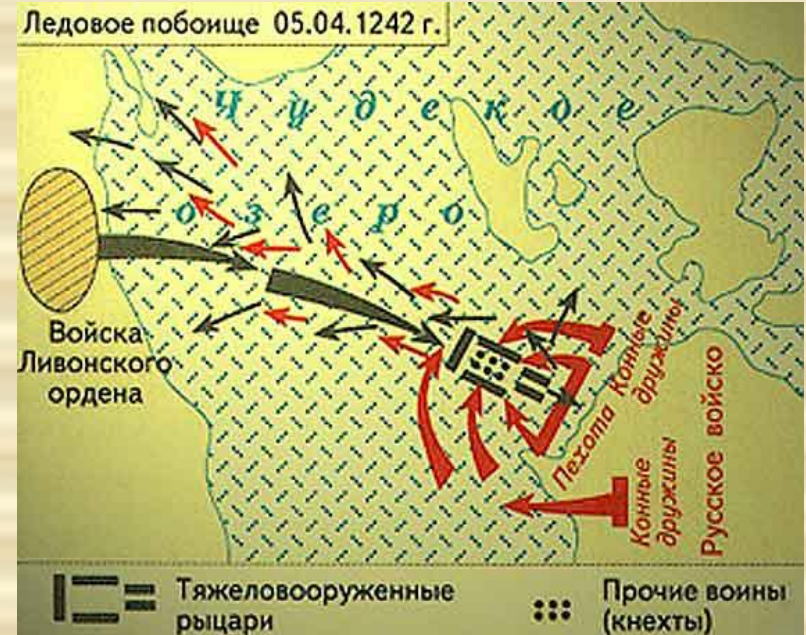 Ледовое побоище 05.04.1242 г.
Чудское
озеро
Войска
Ливонского
ордена
Конные
дружины
Пехота
Конные
дружины
Русское войско
Тяжеловооруженные
рыцари
Прочие воины
(кнехты)